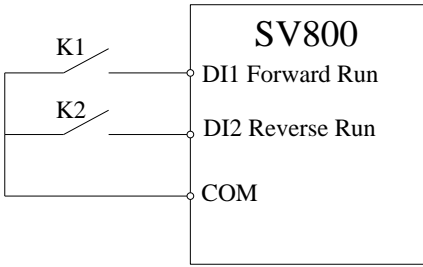 SV800
K1
DI1 Forward Run
K2
DI2 Reverse Run
COM